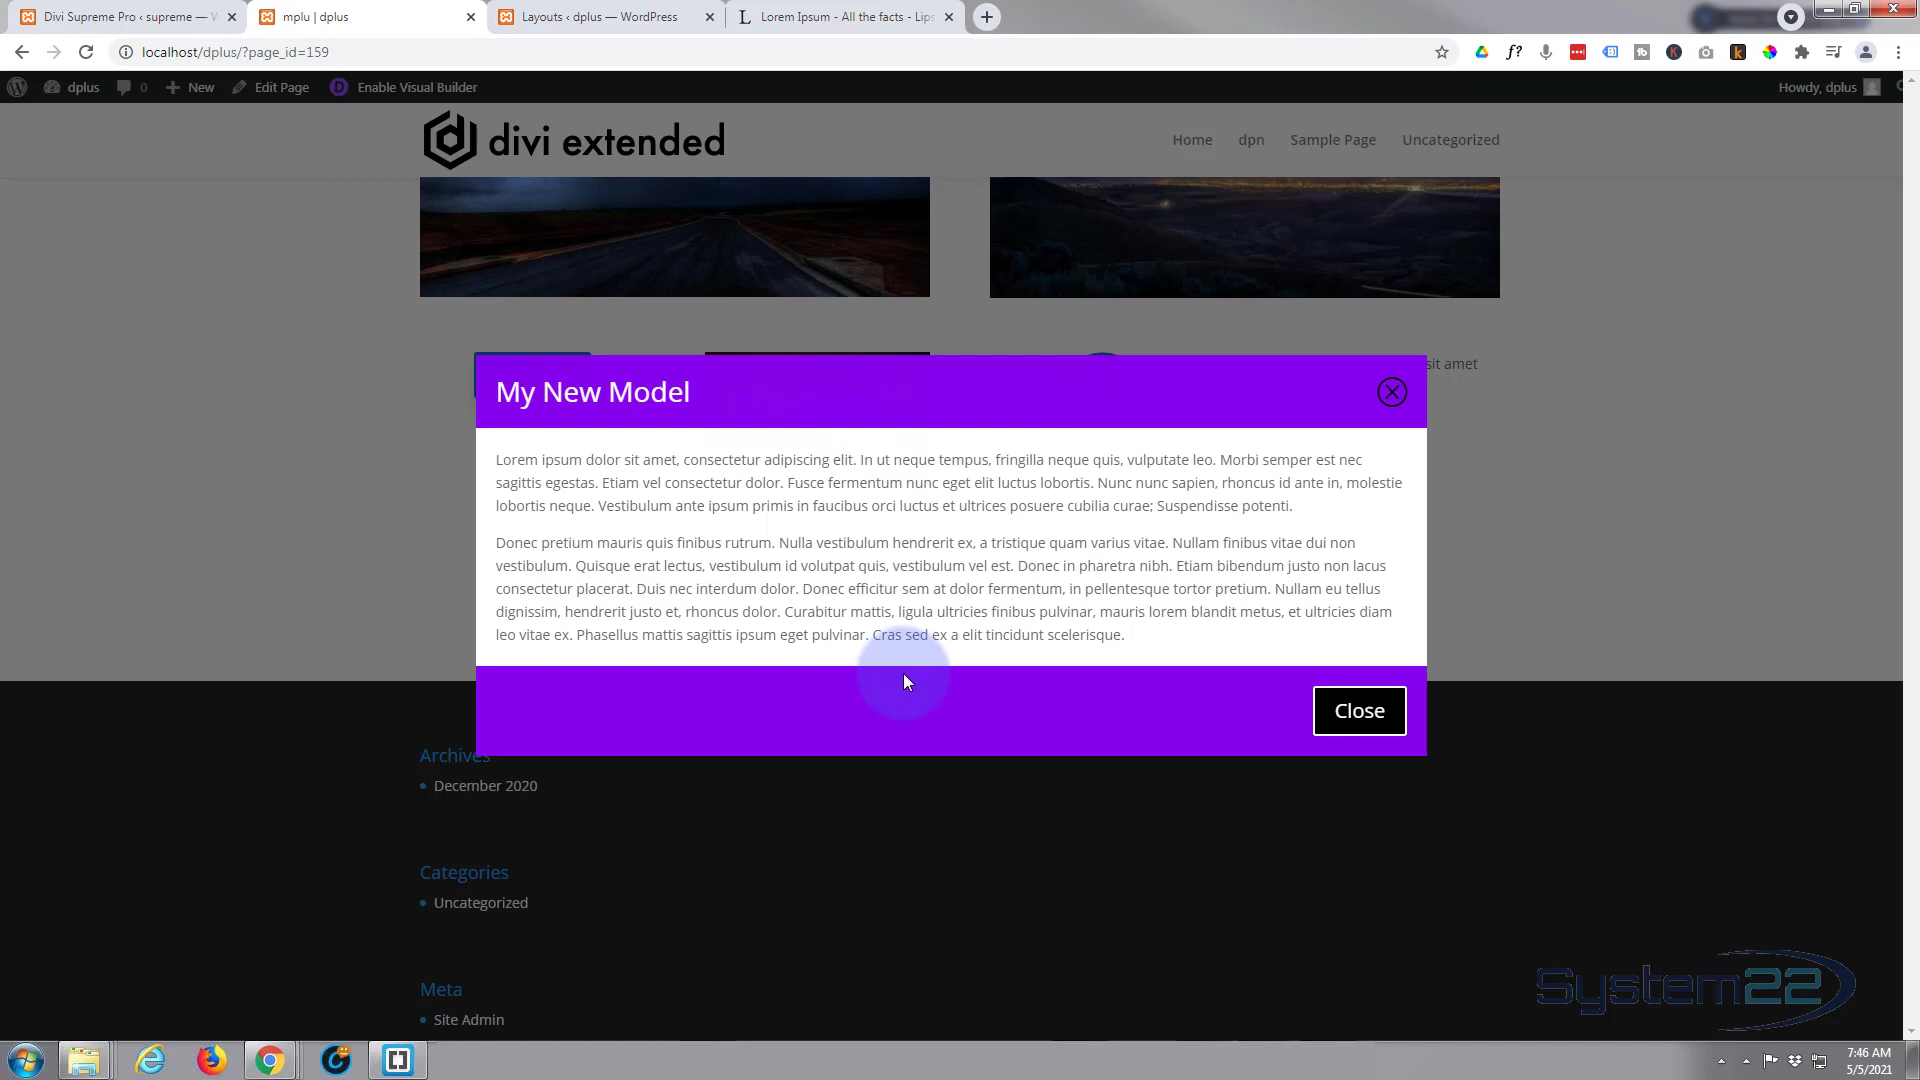 Divi Supreme Pro ‹ supreme — W
mplu | dplus
Layouts ‹ dplus — WordPress
Lorem Ipsum - All the facts - Lips
localhost/dplus/?page_id=159
dplus
0
New
Edit Page
Enable Visual Builder
Howdy, dplus
divi extended
Home
dpn
Sample Page
Uncategorized
sit amet
My New Model
Lorem ipsum dolor sit amet, consectetur adipiscing elit. In ut neque tempus, fringilla neque quis, vulputate leo. Morbi semper est nec
sagittis egestas. Etiam vel consectetur dolor. Fusce fermentum nunc eget elit luctus lobortis. Nunc nunc sapien, rhoncus id ante in, molestie
lobortis neque. Vestibulum ante ipsum primis in faucibus orci luctus et ultrices posuere cubilia curae; Suspendisse potenti.
Donec pretium mauris quis finibus rutrum. Nulla vestibulum hendrerit ex, a tristique quam varius vitae. Nullam finibus vitae dui non
vestibulum. Quisque erat lectus, vestibulum id volutpat quis, vestibulum vel est. Donec in pharetra nibh. Etiam bibendum justo non lacus
consectetur placerat. Duis nec interdum dolor. Donec efficitur sem at dolor fermentum, in pellentesque tortor pretium. Nullam eu tellus
dignissim, hendrerit justo et, rhoncus dolor. Curabitur mattis, ligula ultricies finibus pulvinar, mauris lorem blandit metus, et ultricies diam
leo vitae ex. Phasellus mattis sagittis ipsum eget pulvinar. Cras sed ex a elit tincidunt scelerisque.
Close
Archives
December 2020
Categories
Uncategorized
Meta
Site Admin
System22
7:46 AM
5/5/2021